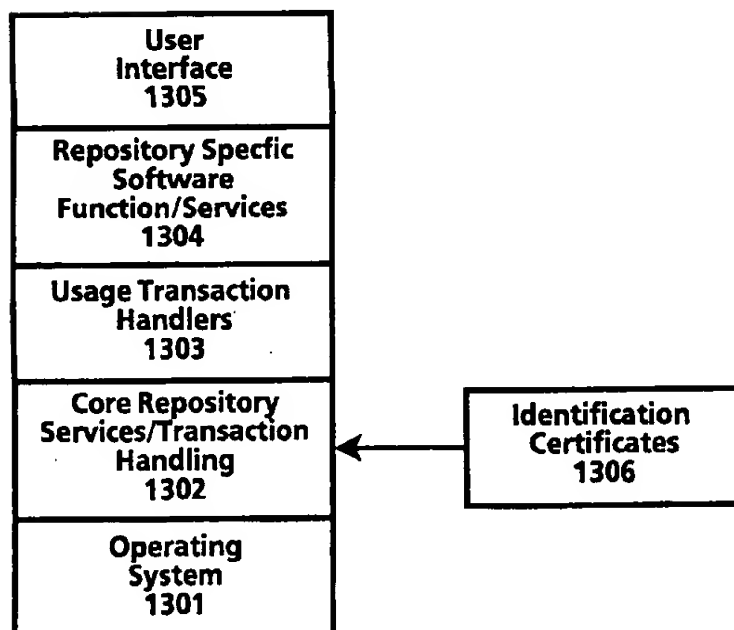 User
Interface
1305
Repository Specfic
Software
Function/Services
1304
Usage Transaction
Handlers
1303
Core Repository
Services/Transaction
Handling
1302
Operating
System
1301
Identification
Certificates
1306